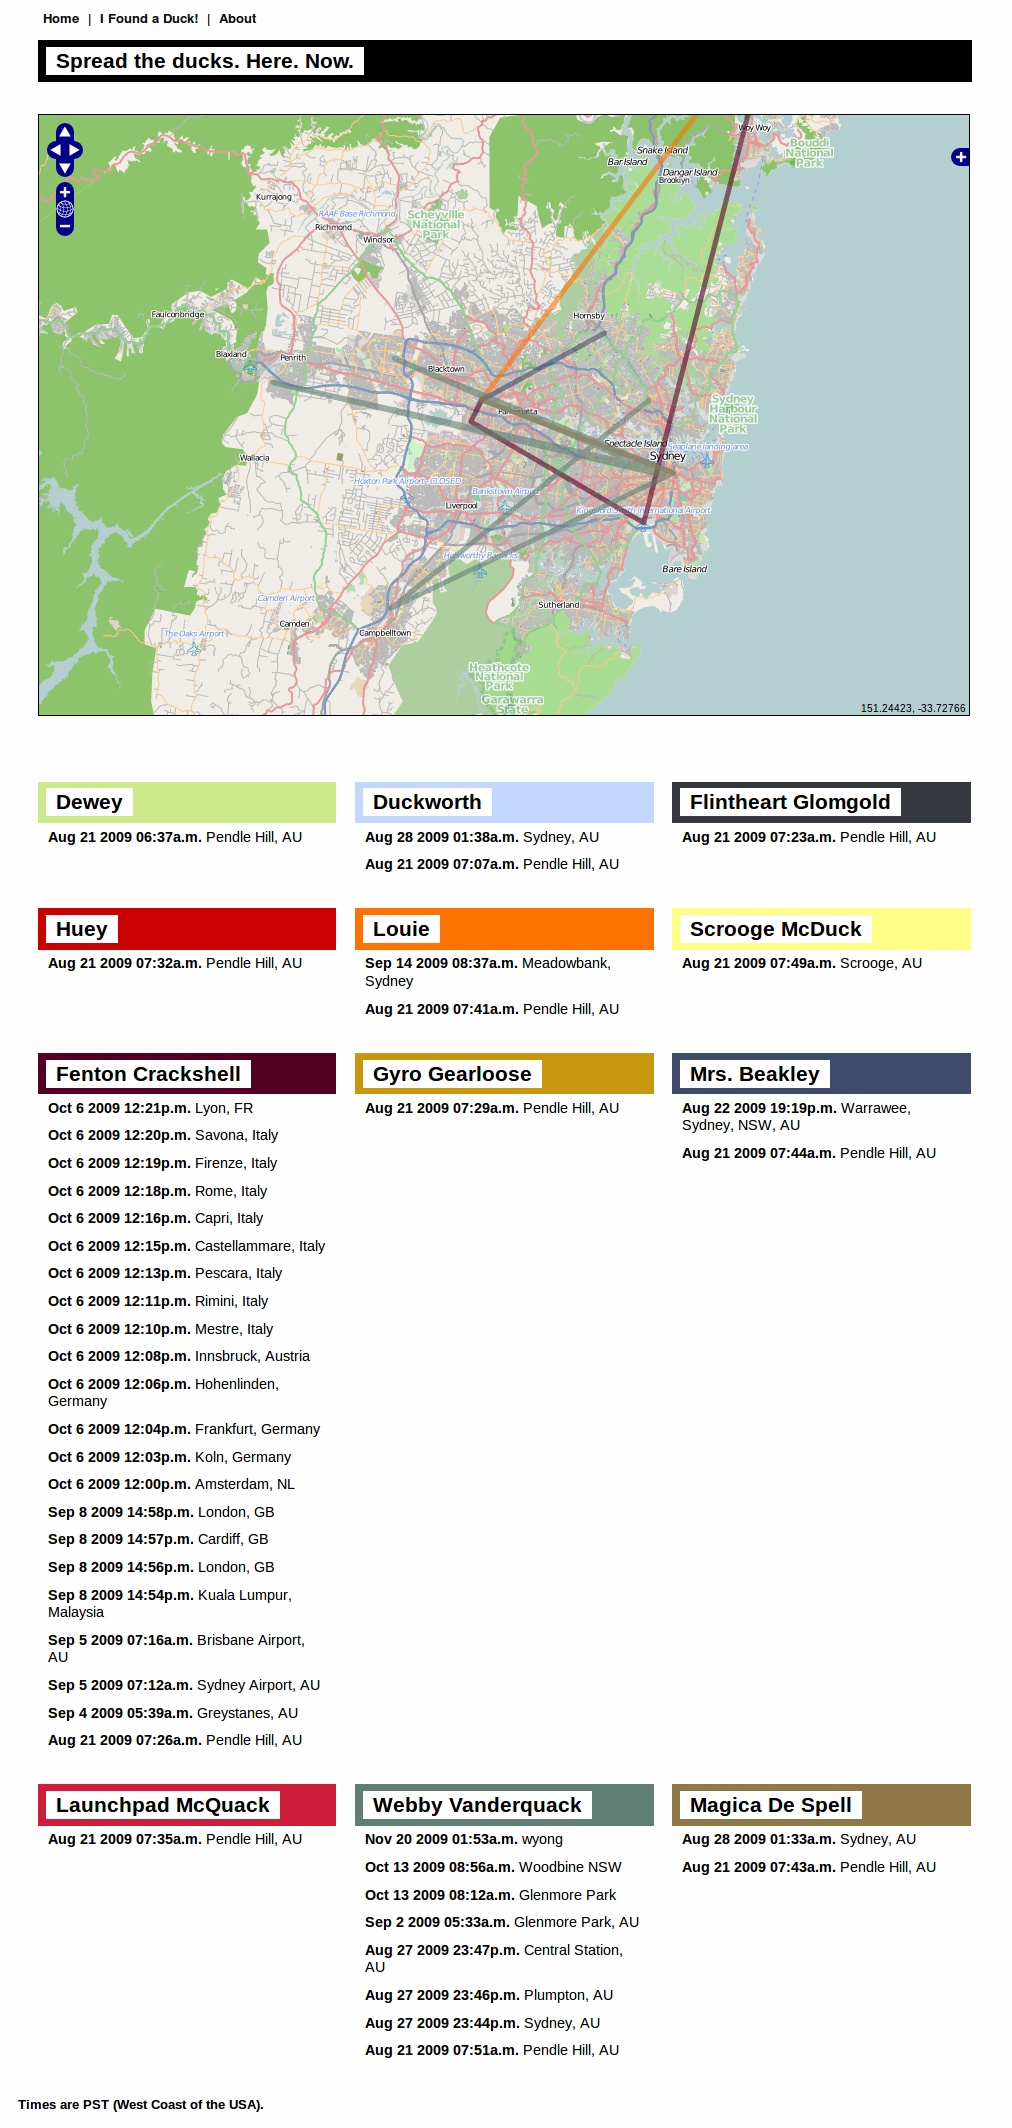 Home | I Found a Duck! | About
Spread the ducks. Here. Now.
Woy Woy
Bouddi
National
Park
Snake Island
Bar Island
Dangar Island
Brooklyn
Kurrajong
RAAF Base Richmond
Scheyville
National
Park
Richmond
Windsor
Faulconbridge
Hornsby
Blaxland
Penrith
Blacktown
Parramatta
Sydney
Harbour
National
Park
Spectacle Island
Seaplane landing area
Sydney
Wallacia
Hoxton Park Airport-CLOSED
Bankstown Airport
Liverpool
Kingsford Smith International Airport
Holsworthy Barracks
Bare Island
Camden Airport
Sutherland
Camden
The Oaks Airport
Campbelltown
Heathcote
National
Park
Garawarra
State
151.24423, -33.72766
Dewey
Aug 21 2009 06:37a.m. Pendle Hill, AU
Duckworth
Aug 28 2009 01:38a.m. Sydney, AU
Aug 21 2009 07:07a.m. Pendle Hill, AU
Flintheart Glomgold
Aug 21 2009 07:23a.m. Pendle Hill, AU
Huey
Aug 21 2009 07:32a.m. Pendle Hill, AU
Louie
Sep 14 2009 08:37a.m. Meadowbank,
Sydney
Aug 21 2009 07:41a.m. Pendle Hill, AU
Scrooge McDuck
Aug 21 2009 07:49a.m. Scrooge, AU
Fenton Crackshell
Oct 6 2009 12:21p.m. Lyon, FR
Oct 6 2009 12:20p.m. Savona, Italy
Oct 6 2009 12:19p.m. Firenze, Italy
Oct 6 2009 12:18p.m. Rome, Italy
Oct 6 2009 12:16p.m. Capri, Italy
Oct 6 2009 12:15p.m. Castellammare, Italy
Oct 6 2009 12:13p.m. Pescara, Italy
Oct 6 2009 12:11p.m. Rimini, Italy
Oct 6 2009 12:10p.m. Mestre, Italy
Oct 6 2009 12:08p.m. Innsbruck, Austria
Oct 6 2009 12:06p.m. Hohenlinden,
Germany
Oct 6 2009 12:04p.m. Frankfurt, Germany
Oct 6 2009 12:03p.m. Koln, Germany
Oct 6 2009 12:00p.m. Amsterdam, NL
Sep 8 2009 14:58p.m. London, GB
Sep 8 2009 14:57p.m. Cardiff, GB
Sep 8 2009 14:56p.m. London, GB
Sep 8 2009 14:54p.m. Kuala Lumpur,
Malaysia
Sep 5 2009 07:16a.m. Brisbane Airport,
AU
Sep 5 2009 07:12a.m. Sydney Airport, AU
Sep 4 2009 05:39a.m. Greystanes, AU
Aug 21 2009 07:26a.m. Pendle Hill, AU
Gyro Gearloose
Aug 21 2009 07:29a.m. Pendle Hill, AU
Mrs. Beakley
Aug 22 2009 19:19p.m. Warrawee,
Sydney, NSW, AU
Aug 21 2009 07:44a.m. Pendle Hill, AU
Launchpad McQuack
Aug 21 2009 07:35a.m. Pendle Hill, AU
Webby Vanderquack
Nov 20 2009 01:53a.m. wyong
Oct 13 2009 08:56a.m. Woodbine NSW
Oct 13 2009 08:12a.m. Glenmore Park
Sep 2 2009 05:33a.m. Glenmore Park, AU
Aug 27 2009 23:47p.m. Central Station,
AU
Aug 27 2009 23:46p.m. Plumpton, AU
Aug 27 2009 23:44p.m. Sydney, AU
Aug 21 2009 07:51a.m. Pendle Hill, AU
Magica De Spell
Aug 28 2009 01:33a.m. Sydney, AU
Aug 21 2009 07:43a.m. Pendle Hill, AU
Times are PST (West Coast of the USA).